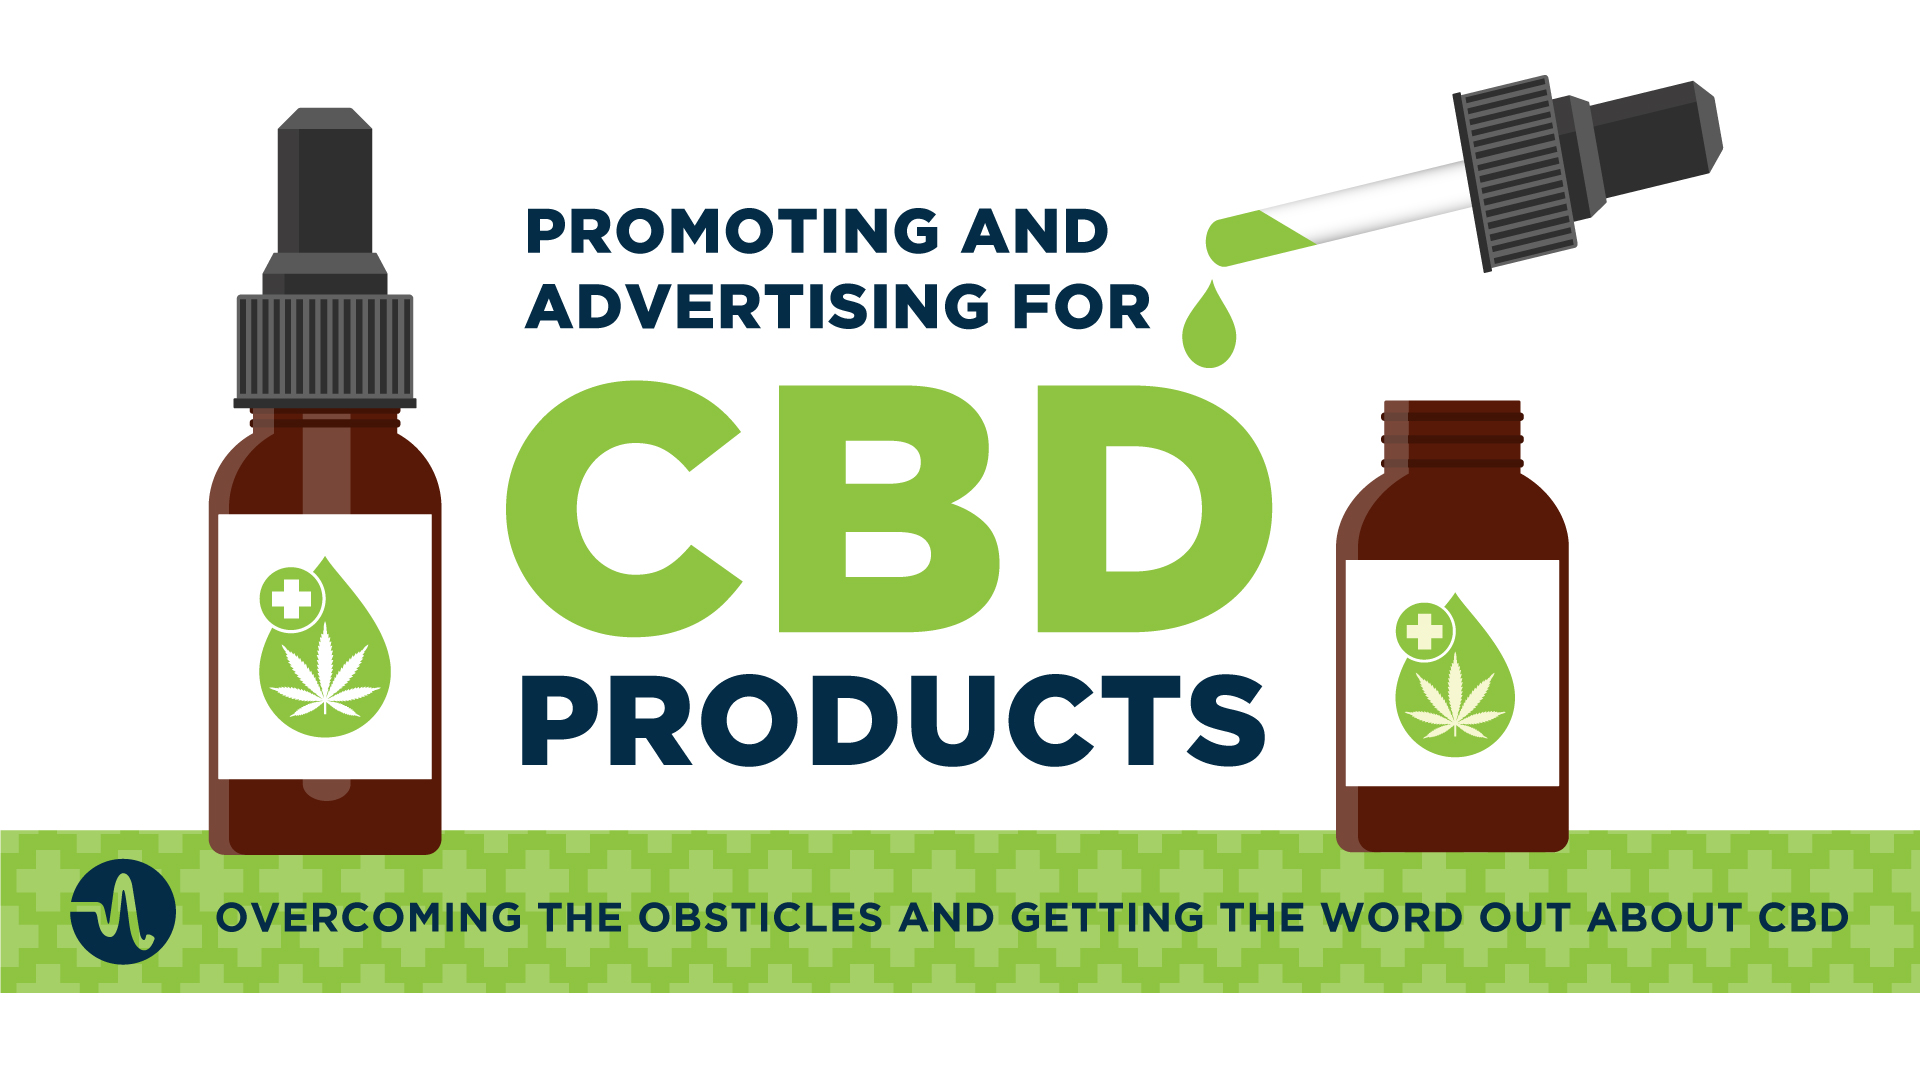 PROMOTING AND
ADVERTISING FOR
CBD
PRODUCTS
OVERCOMING THE OBSTICLES AND GETTING THE WORD OUT ABOUT CBD